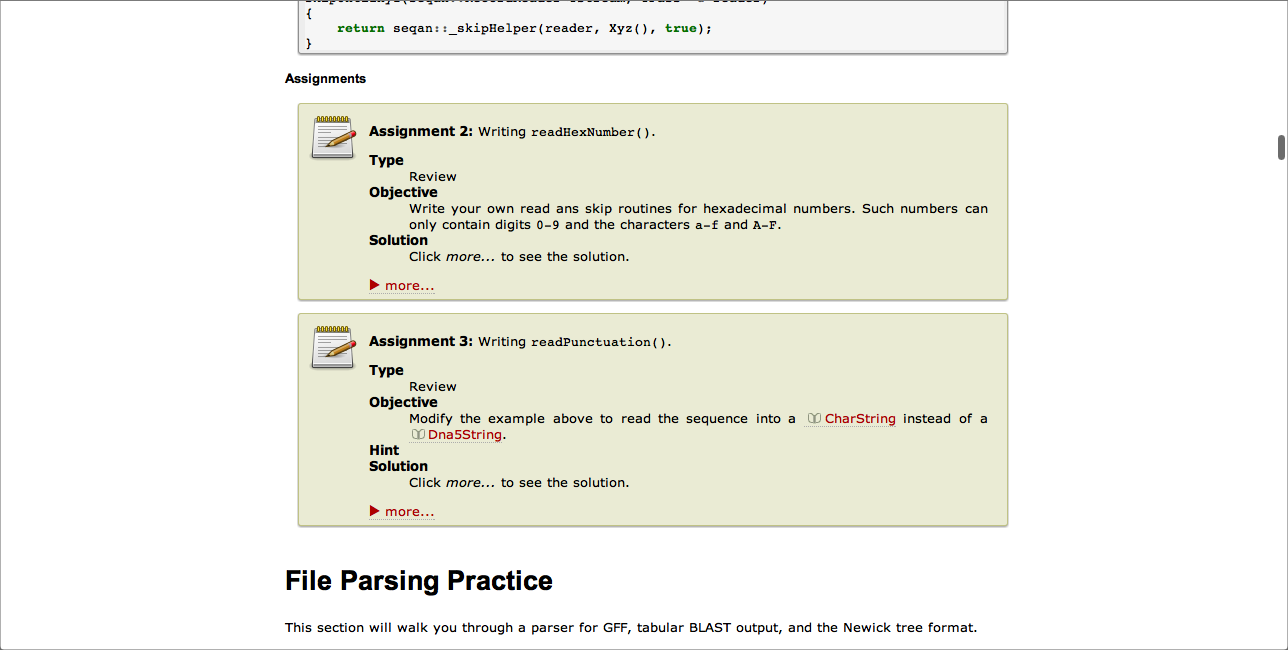 {
return seqan::_skipHelper(reader, Xyz(), true);
}
Assignments
Assignment 2: Writing readHexNumber().
Type
Review
Objective
Write your own read ans skip routines for hexadecimal numbers. Such numbers can
only contain digits 0-9 and the characters a-f and A-F.
Solution
Click more... to see the solution.
more...
Assignment 3: Writing readPunctuation().
Type
Review
Objective
Modify the example above to read the sequence into a CharString instead of a
Dna5String.
Hint
Solution
Click more... to see the solution.
more...
File Parsing Practice
This section will walk you through a parser for GFF, tabular BLAST output, and the Newick tree format.